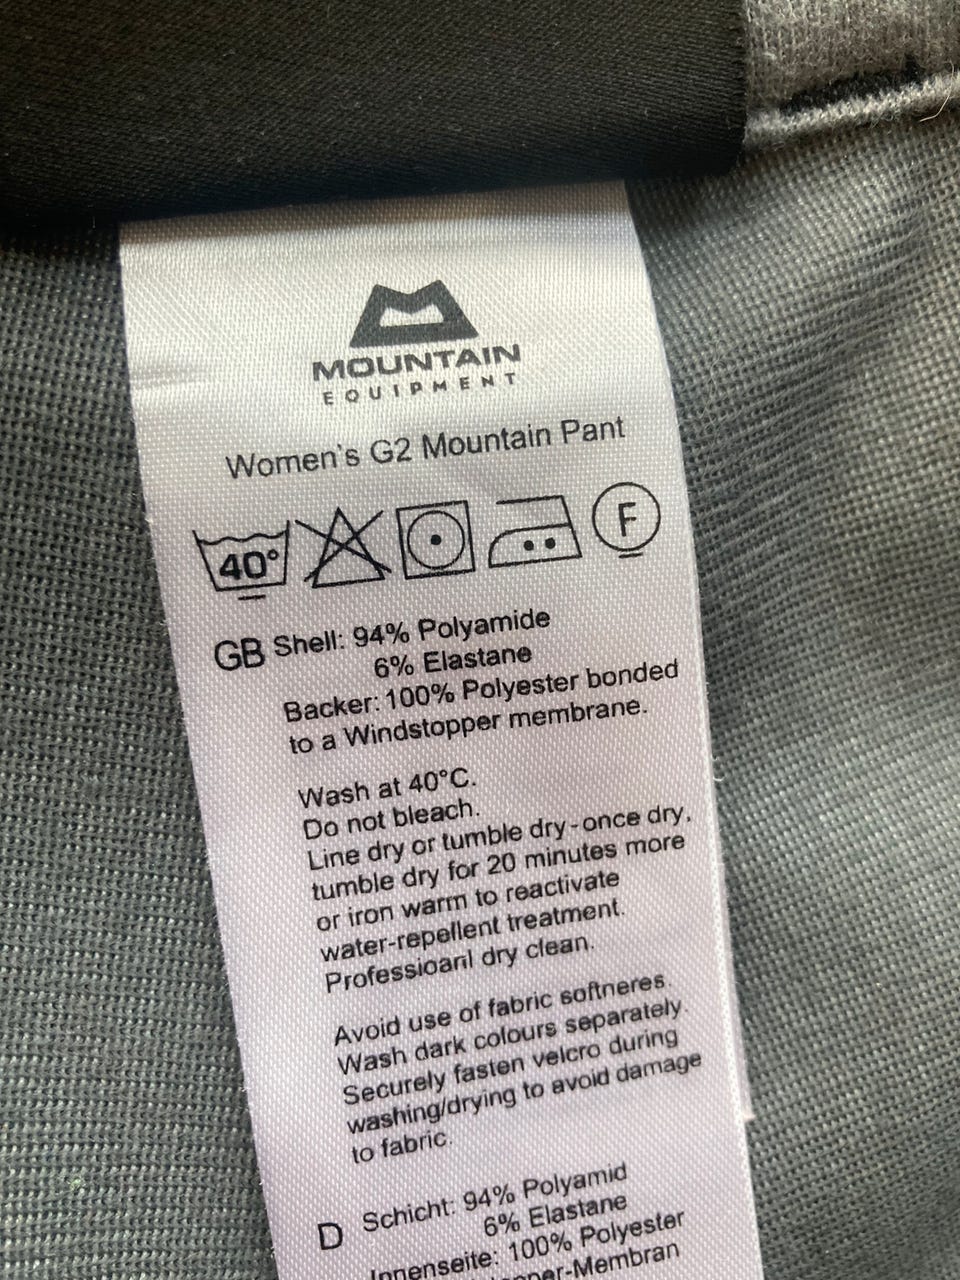 MOUNTAIN
EQUIPMENT
Women's G2 Mountain Pant
40°
F
GB Shell: 94% Polyamide
6% Elastane
Backer: 100% Polyester bonded
to a Windstopper membrane.
Wash at 40°C.
Do not bleach.
Line dry or tumble dry - once dry,
tumble dry for 20 minutes more
or iron warm to reactivate
water-repellent treatment.
Professioanl dry clean.
Avoid use of fabric softneres.
Wash dark colours separately.
Securely fasten velcro during
washing/drying to avoid damage
to fabric.
D Schicht: 94% Polyamid
6% Elastane
Innenseite: 100% Polyester